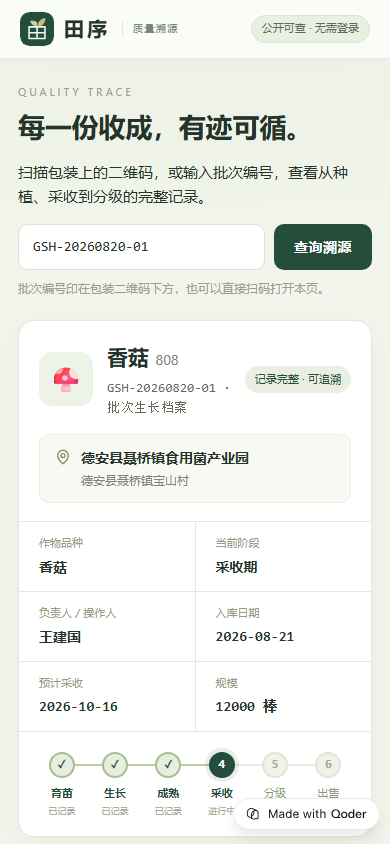 田序 质量溯源 公开可查 · 无需登录
QUALITY TRACE
每一份收成，有迹可循。
扫描包装上的二维码，或输入批次编号，查看从种
植、采收到分级的完整记录。
GSH-20260820-01 查询溯源
批次编号印在包装二维码下方，也可以直接扫码打开本页。
香菇 808
GSH-20260820-01 ·
批次生长档案
记录完整 · 可追溯
德安县聂桥镇食用菌产业园
德安县聂桥镇宝山村
作物品种 当前阶段
香菇 采收期
负责人 / 操作人 入库日期
王建国 2026-08-21
预计采收 规模
2026-10-16 12000 棒
✓ ✓ ✓ 4 5 6
育苗 生长 成熟 采收 分级 出售
已记录 已记录 已记录 进行中
Made with Qoder